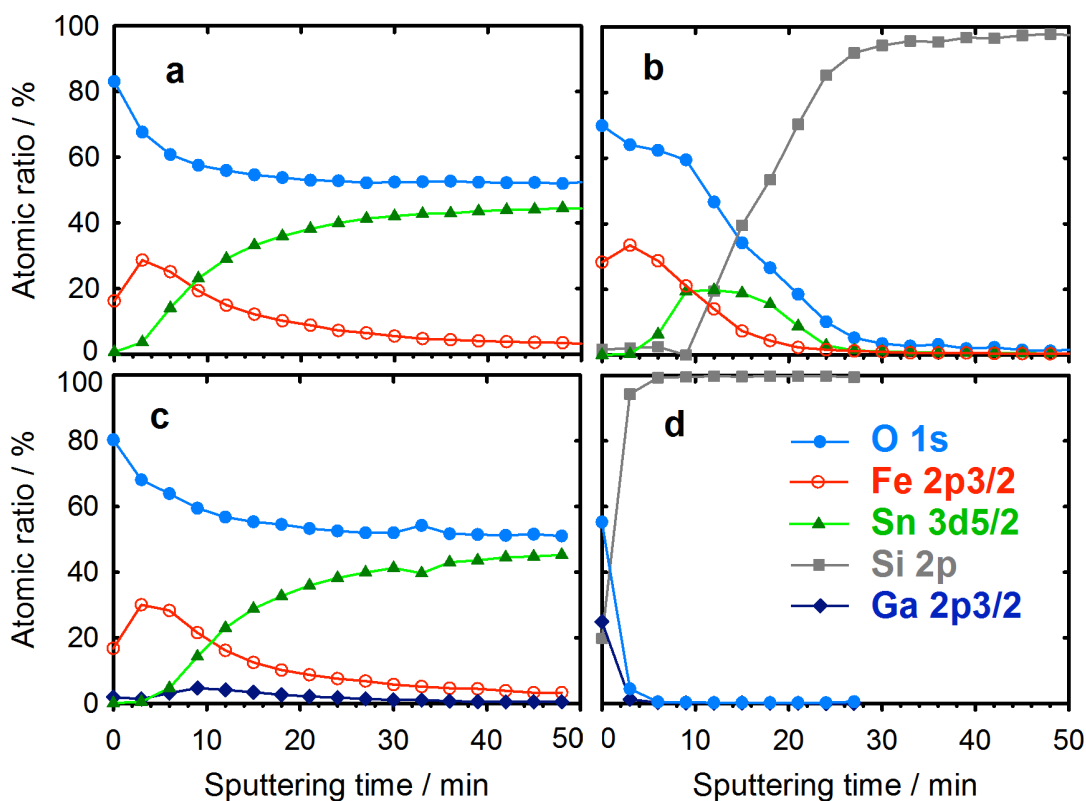 100
80
60
40
20
0
Atomic ratio / %
a
b
100
80
60
40
20
0
Atomic ratio / %
c
d
O 1s
Fe 2p3/2
Sn 3d5/2
Si 2p
Ga 2p3/2
0 10 20 30 40 50
0 10 20 30 40 50
Sputtering time / min
Sputtering time / min